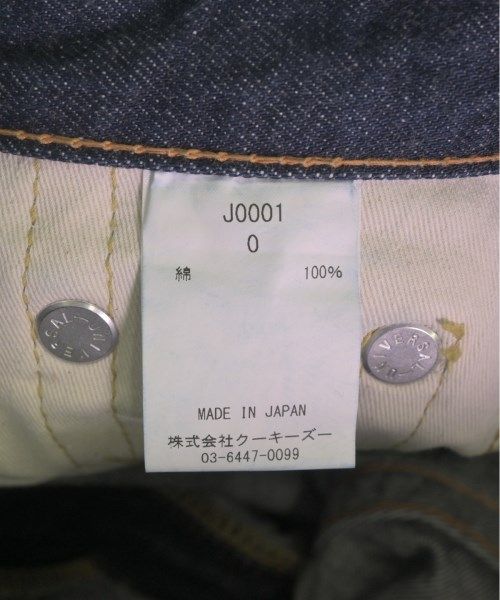 J0001
0
綿 100%
MADE IN JAPAN
株式会社クーキーズー
03-6447-0099
UNIVERSAL